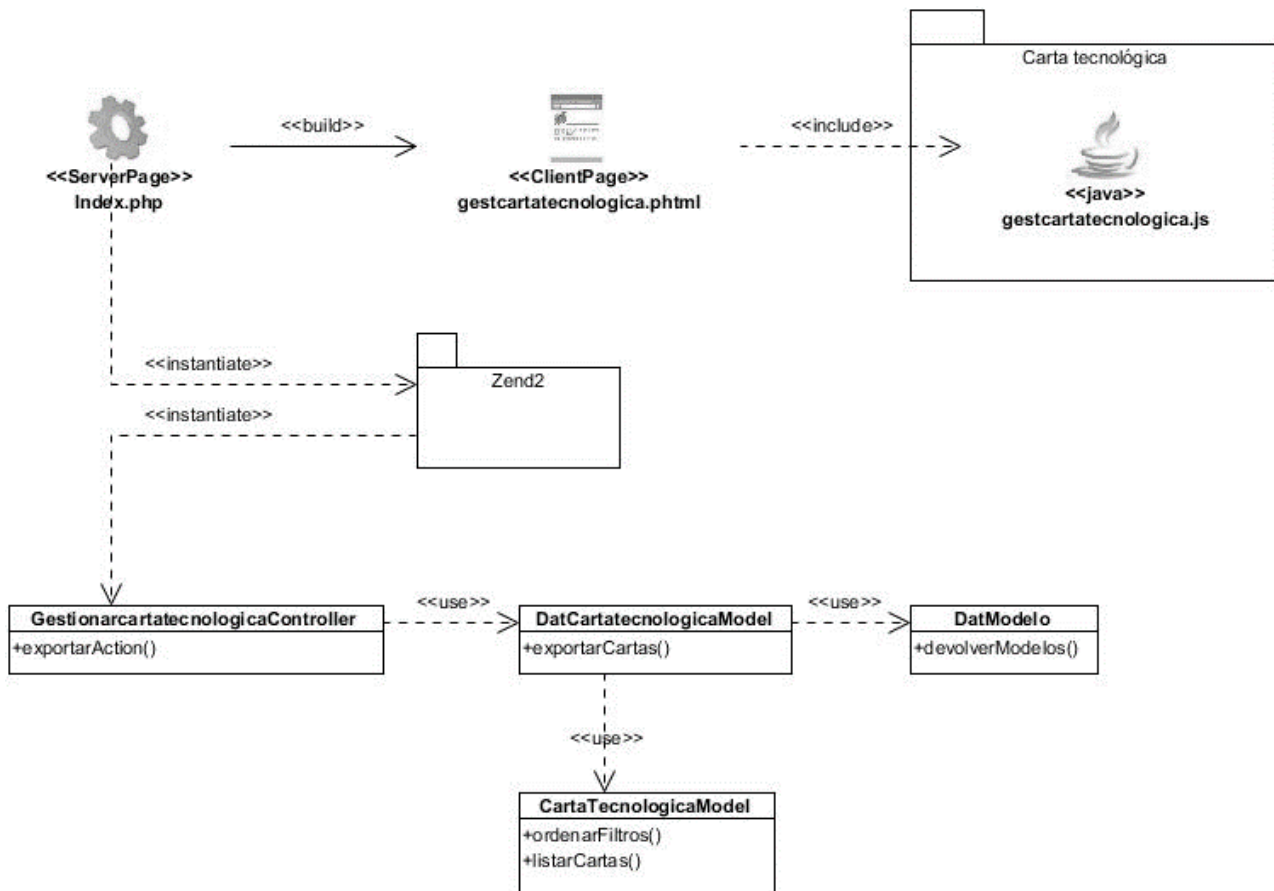 Carta tecnológica
<<build>>
<<include>>
<<ServerPage>>
Index.php
<<ClientPage>>
gestcartatecnologica.phtml
<<java>>
gestcartatecnologica.js
<<instantiate>>
Zend2
<<instantiate>>
GestionarcartatecnologicaController
+exportarAction()
<<use>>
DatCartatecnologicaModel
+exportarCartas()
<<use>>
DatModelo
+devolverModelos()
<<use>>
CartaTecnologicaModel
+ordenarFiltros()
+listarCartas()